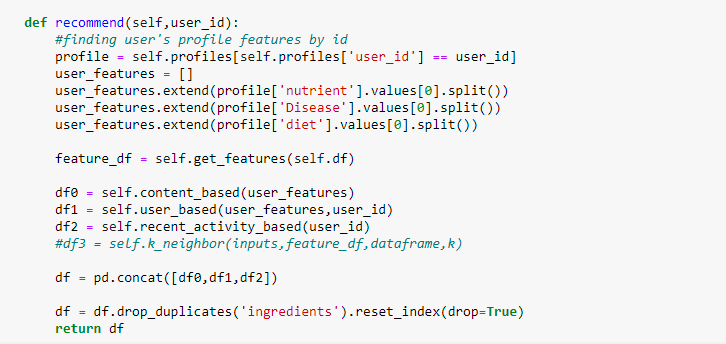 def recommend(self,user_id):
    #finding user's profile features by id
    profile = self.profiles[self.profiles['user_id'] == user_id]
    user_features = []
    user_features.extend(profile['nutrient'].values[0].split())
    user_features.extend(profile['Disease'].values[0].split())
    user_features.extend(profile['diet'].values[0].split())

    feature_df = self.get_features(self.df)

    df0 = self.content_based(user_features)
    df1 = self.user_based(user_features,user_id)
    df2 = self.recent_activity_based(user_id)
    #df3 = self.k_neighbor(inputs,feature_df,dataframe,k)

    df = pd.concat([df0,df1,df2])

    df = df.drop_duplicates('ingredients').reset_index(drop=True)
    return df